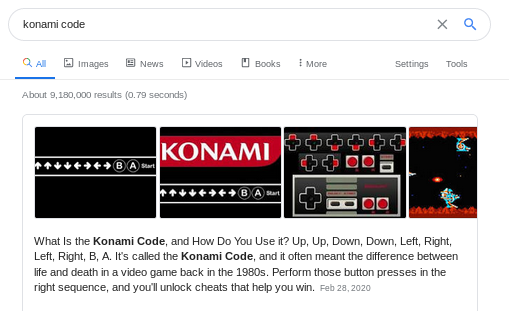 konami code
All Images News Videos Books More Settings Tools
About 9,180,000 results (0.79 seconds)
B A Start
KONAMI
B A Start
What Is the Konami Code, and How Do You Use it? Up, Up, Down, Down, Left, Right,
Left, Right, B, A. It's called the Konami Code, and it often meant the difference between
life and death in a video game back in the 1980s. Perform those button presses in the
right sequence, and you'll unlock cheats that help you win. Feb 28, 2020